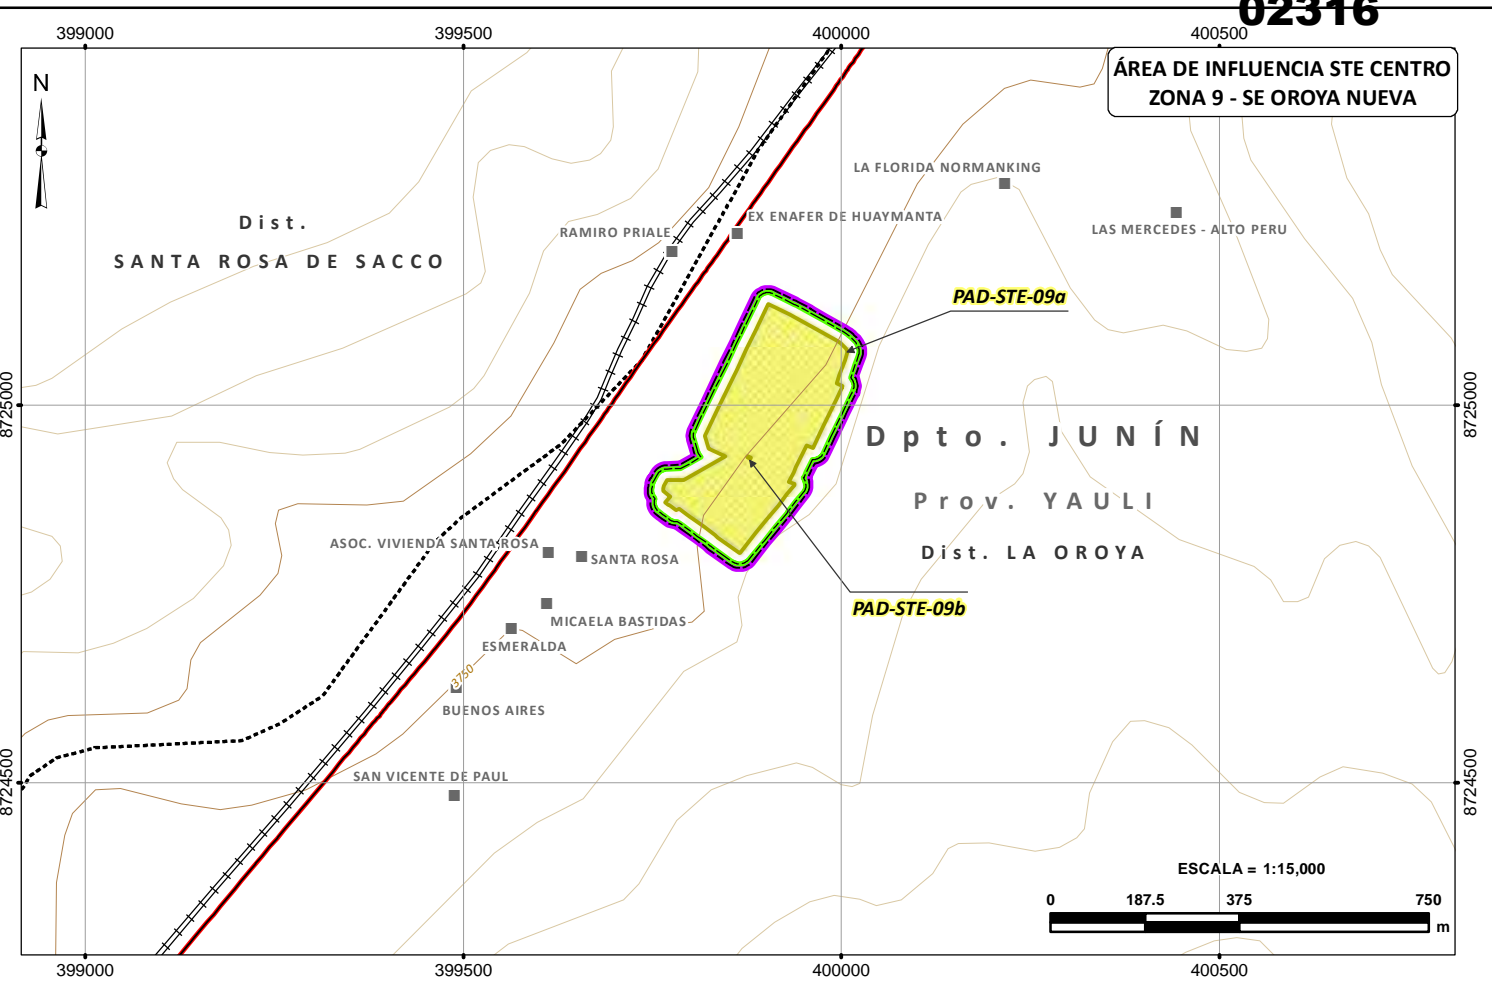 02316
399000
399500
400000
400500
ÁREA DE INFLUENCIA STE CENTRO
ZONA 9 - SE OROYA NUEVA
N
LA FLORIDA NORMANKING
EX ENAFER DE HUAYMANTA
LAS MERCEDES - ALTO PERU
RAMIRO PRIALE
Dist.
SANTA ROSA DE SACCO
PAD-STE-09a
8725000
8725000
Dpto. JUNÍN
Prov. YAULI
Dist. LA OROYA
ASOC. VIVIENDA SANTA ROSA
SANTA ROSA
PAD-STE-09b
MICAELA BASTIDAS
ESMERALDA
3750
BUENOS AIRES
SAN VICENTE DE PAUL
8724500
8724500
ESCALA = 1:15,000
0 187.5 375 750
m
399000
399500
400000
400500